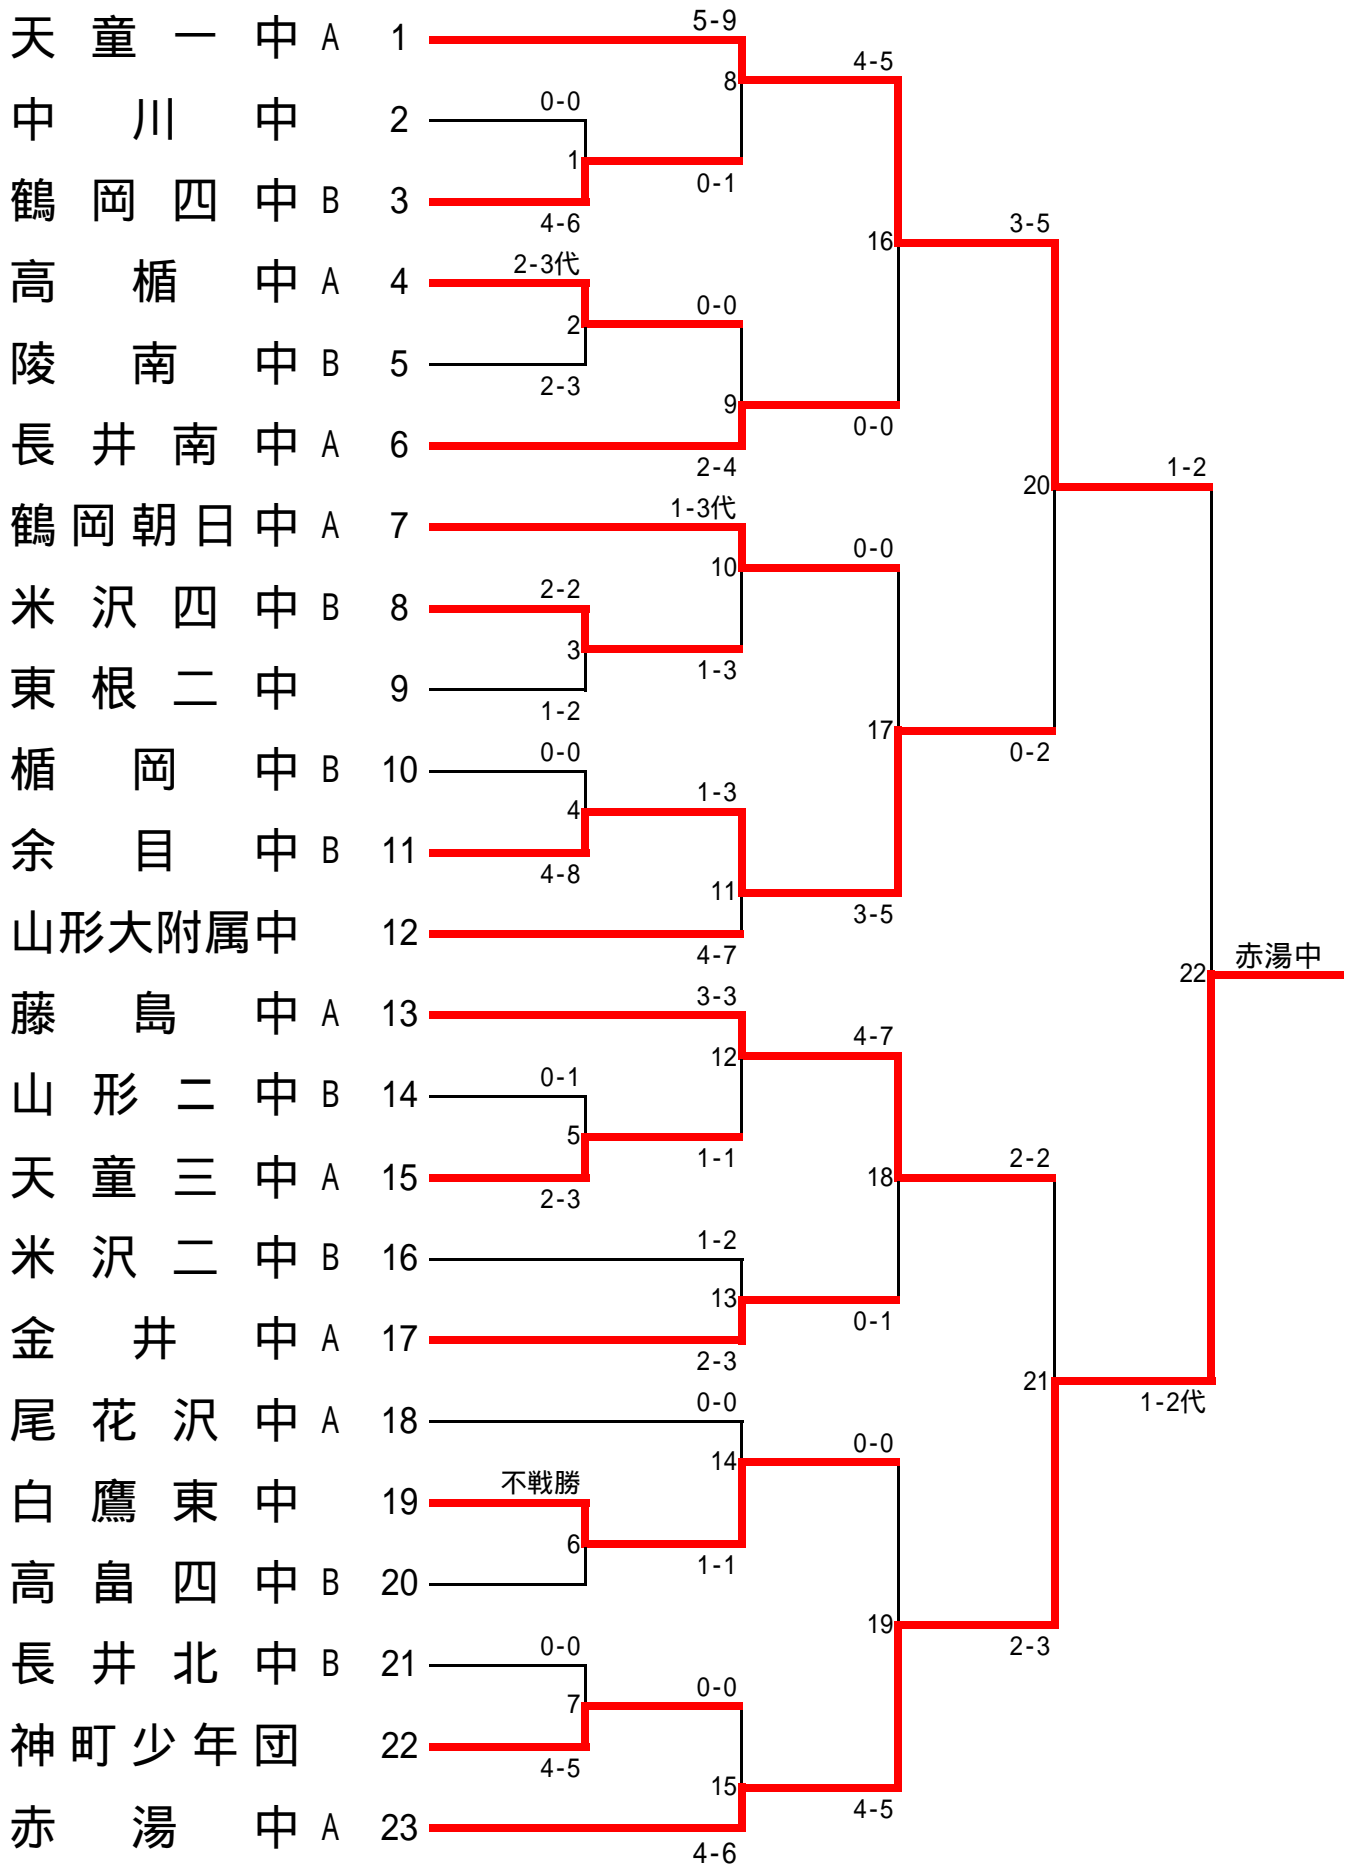 天童一中 A 1
5-9
4-5
8
0-0
中川中 2
1
0-1
鶴岡四中 B 3
4-6
3-5
16
2-3代
高楯中 A 4
0-0
2
陵南中 B 5
2-3
9
0-0
長井南中 A 6
2-4
1-2
20
1-3代
鶴岡朝日中 A 7
0-0
10
2-2
米沢四中 B 8
3
1-3
東根二中 9
1-2
17
0-2
0-0
楯岡中 B 10
1-3
4
余目中 B 11
4-8
11
3-5
山形大附属中 12
4-7
赤湯中
22
3-3
藤島中 A 13
4-7
12
0-1
山形二中 B 14
5
1-1
2-2
天童三中 A 15
18
2-3
1-2
米沢二中 B 16
13
0-1
金井中 A 17
2-3
21
1-2代
0-0
尾花沢中 A 18
0-0
14
不戦勝
白鷹東中 19
6
1-1
高畠四中 B 20
19
2-3
0-0
長井北中 B 21
0-0
7
神町少年団 22
4-5
15
4-5
赤湯中 A 23
4-6